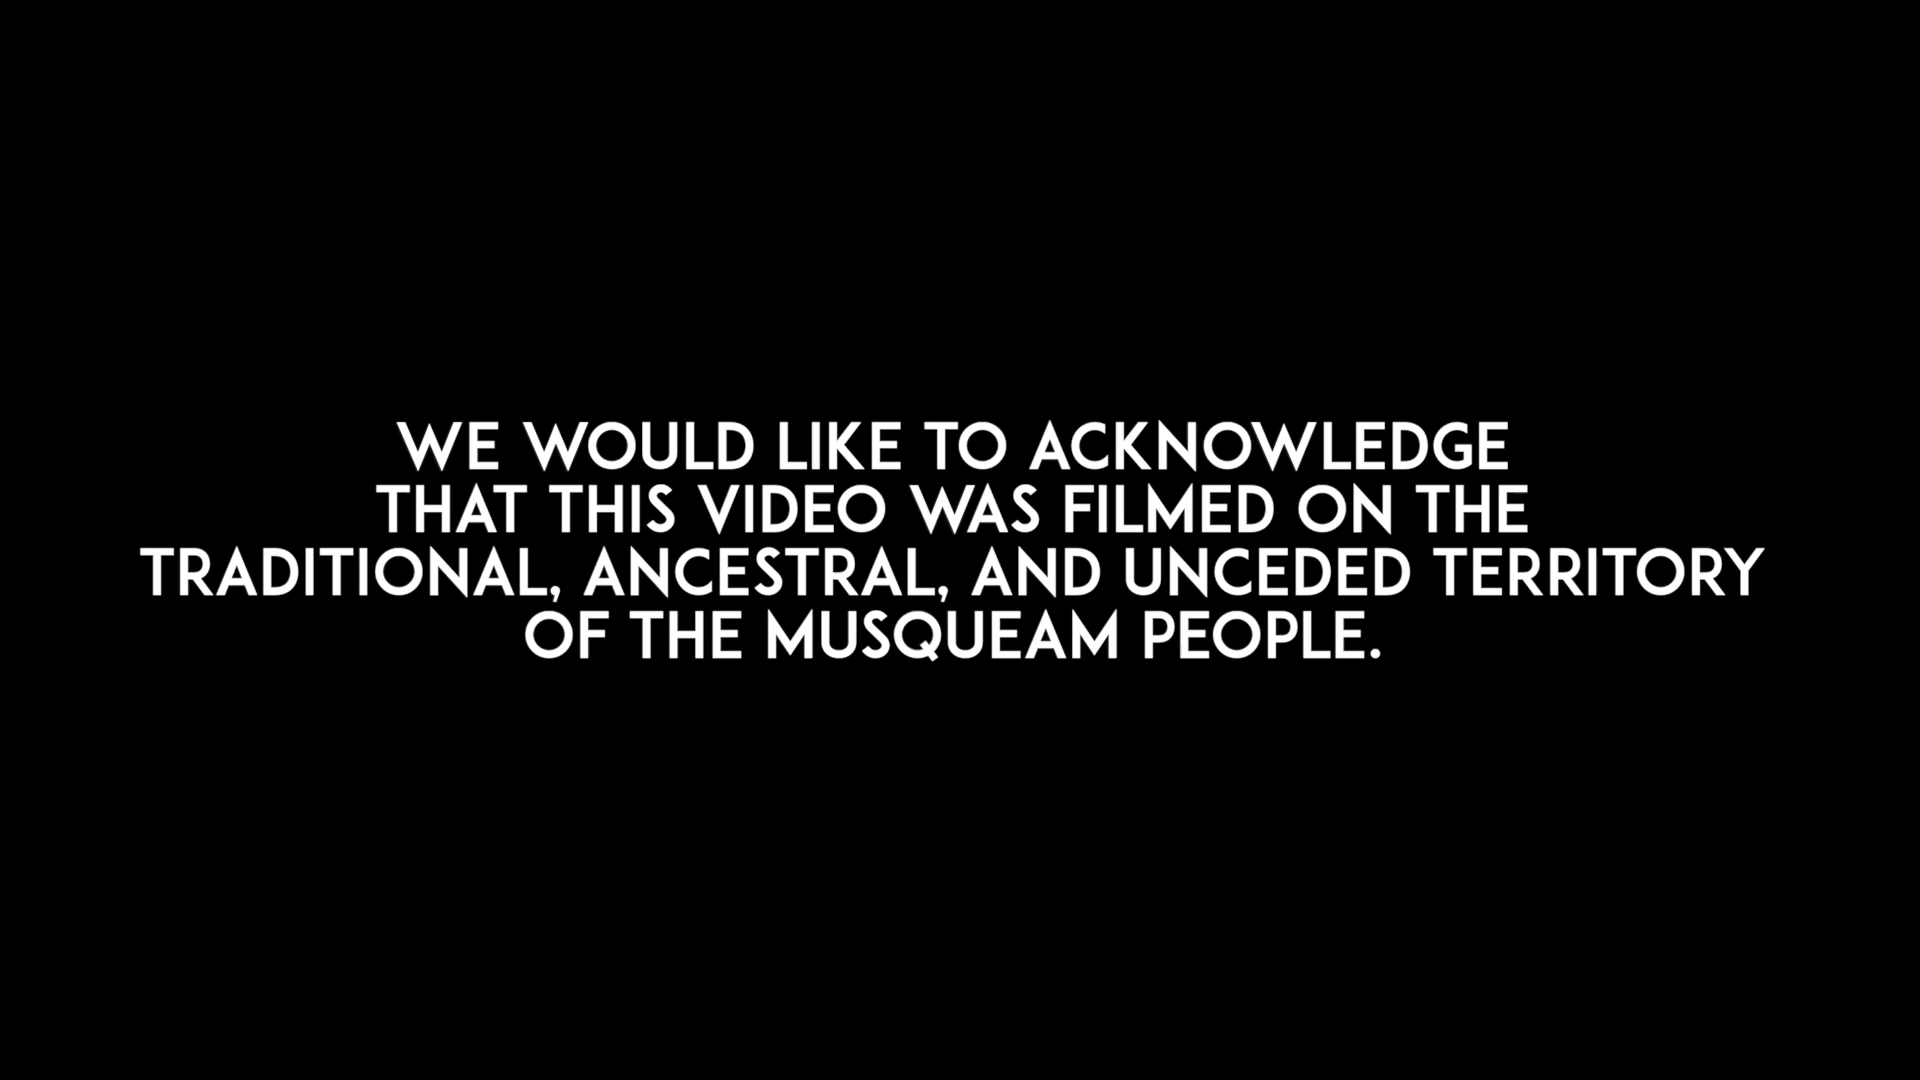 WE WOULD LIKE TO ACKNOWLEDGE
THAT THIS VIDEO WAS FILMED ON THE
TRADITIONAL, ANCESTRAL, AND UNCEDED TERRITORY
OF THE MUSQUEAM PEOPLE.